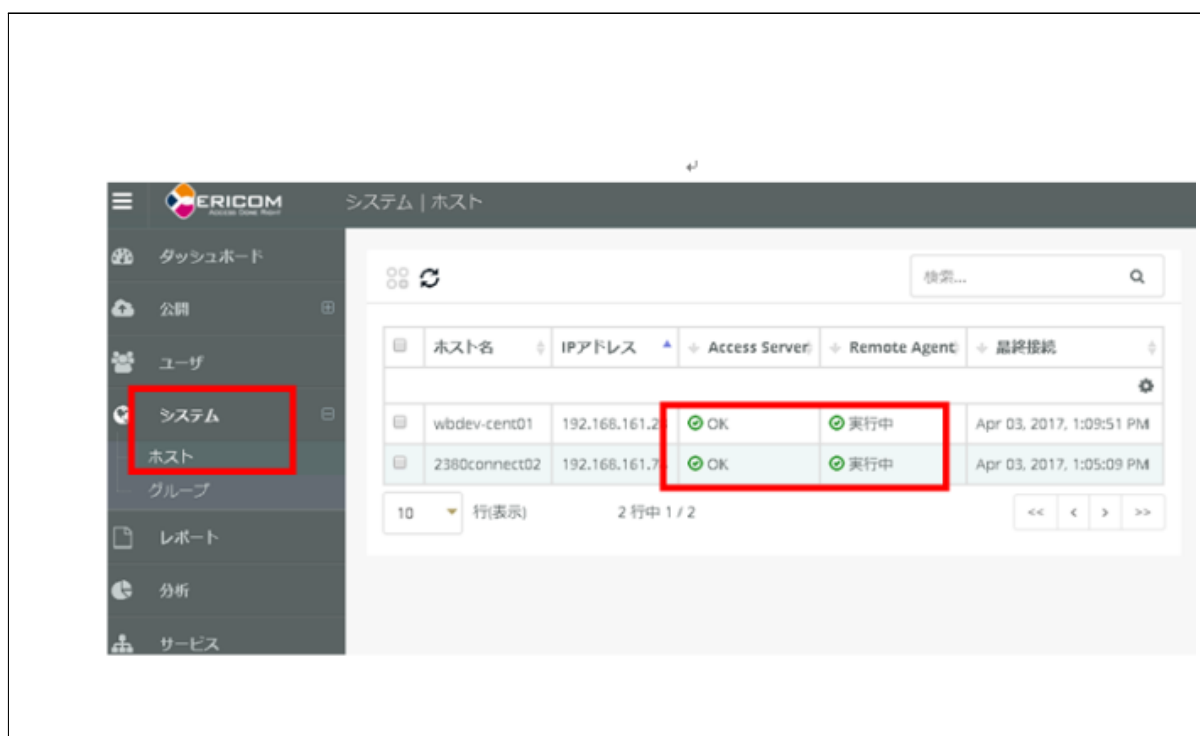 ↵
ERICOM
Access Done Right
システム | ホスト
ダッシュボード
公開
ユーザ
システム
ホスト
グループ
レポート
分析
サービス
検索...
ホスト名 IPアドレス Access Server Remote Agent 最終接続
wbdev-cent01 OK 実行中 Apr 03, 2017, 1:09:51 PM
2380connect02 OK 実行中 Apr 03, 2017, 1:05:09 PM
10 行(表示) 2 行中 1 / 2 << < > >>